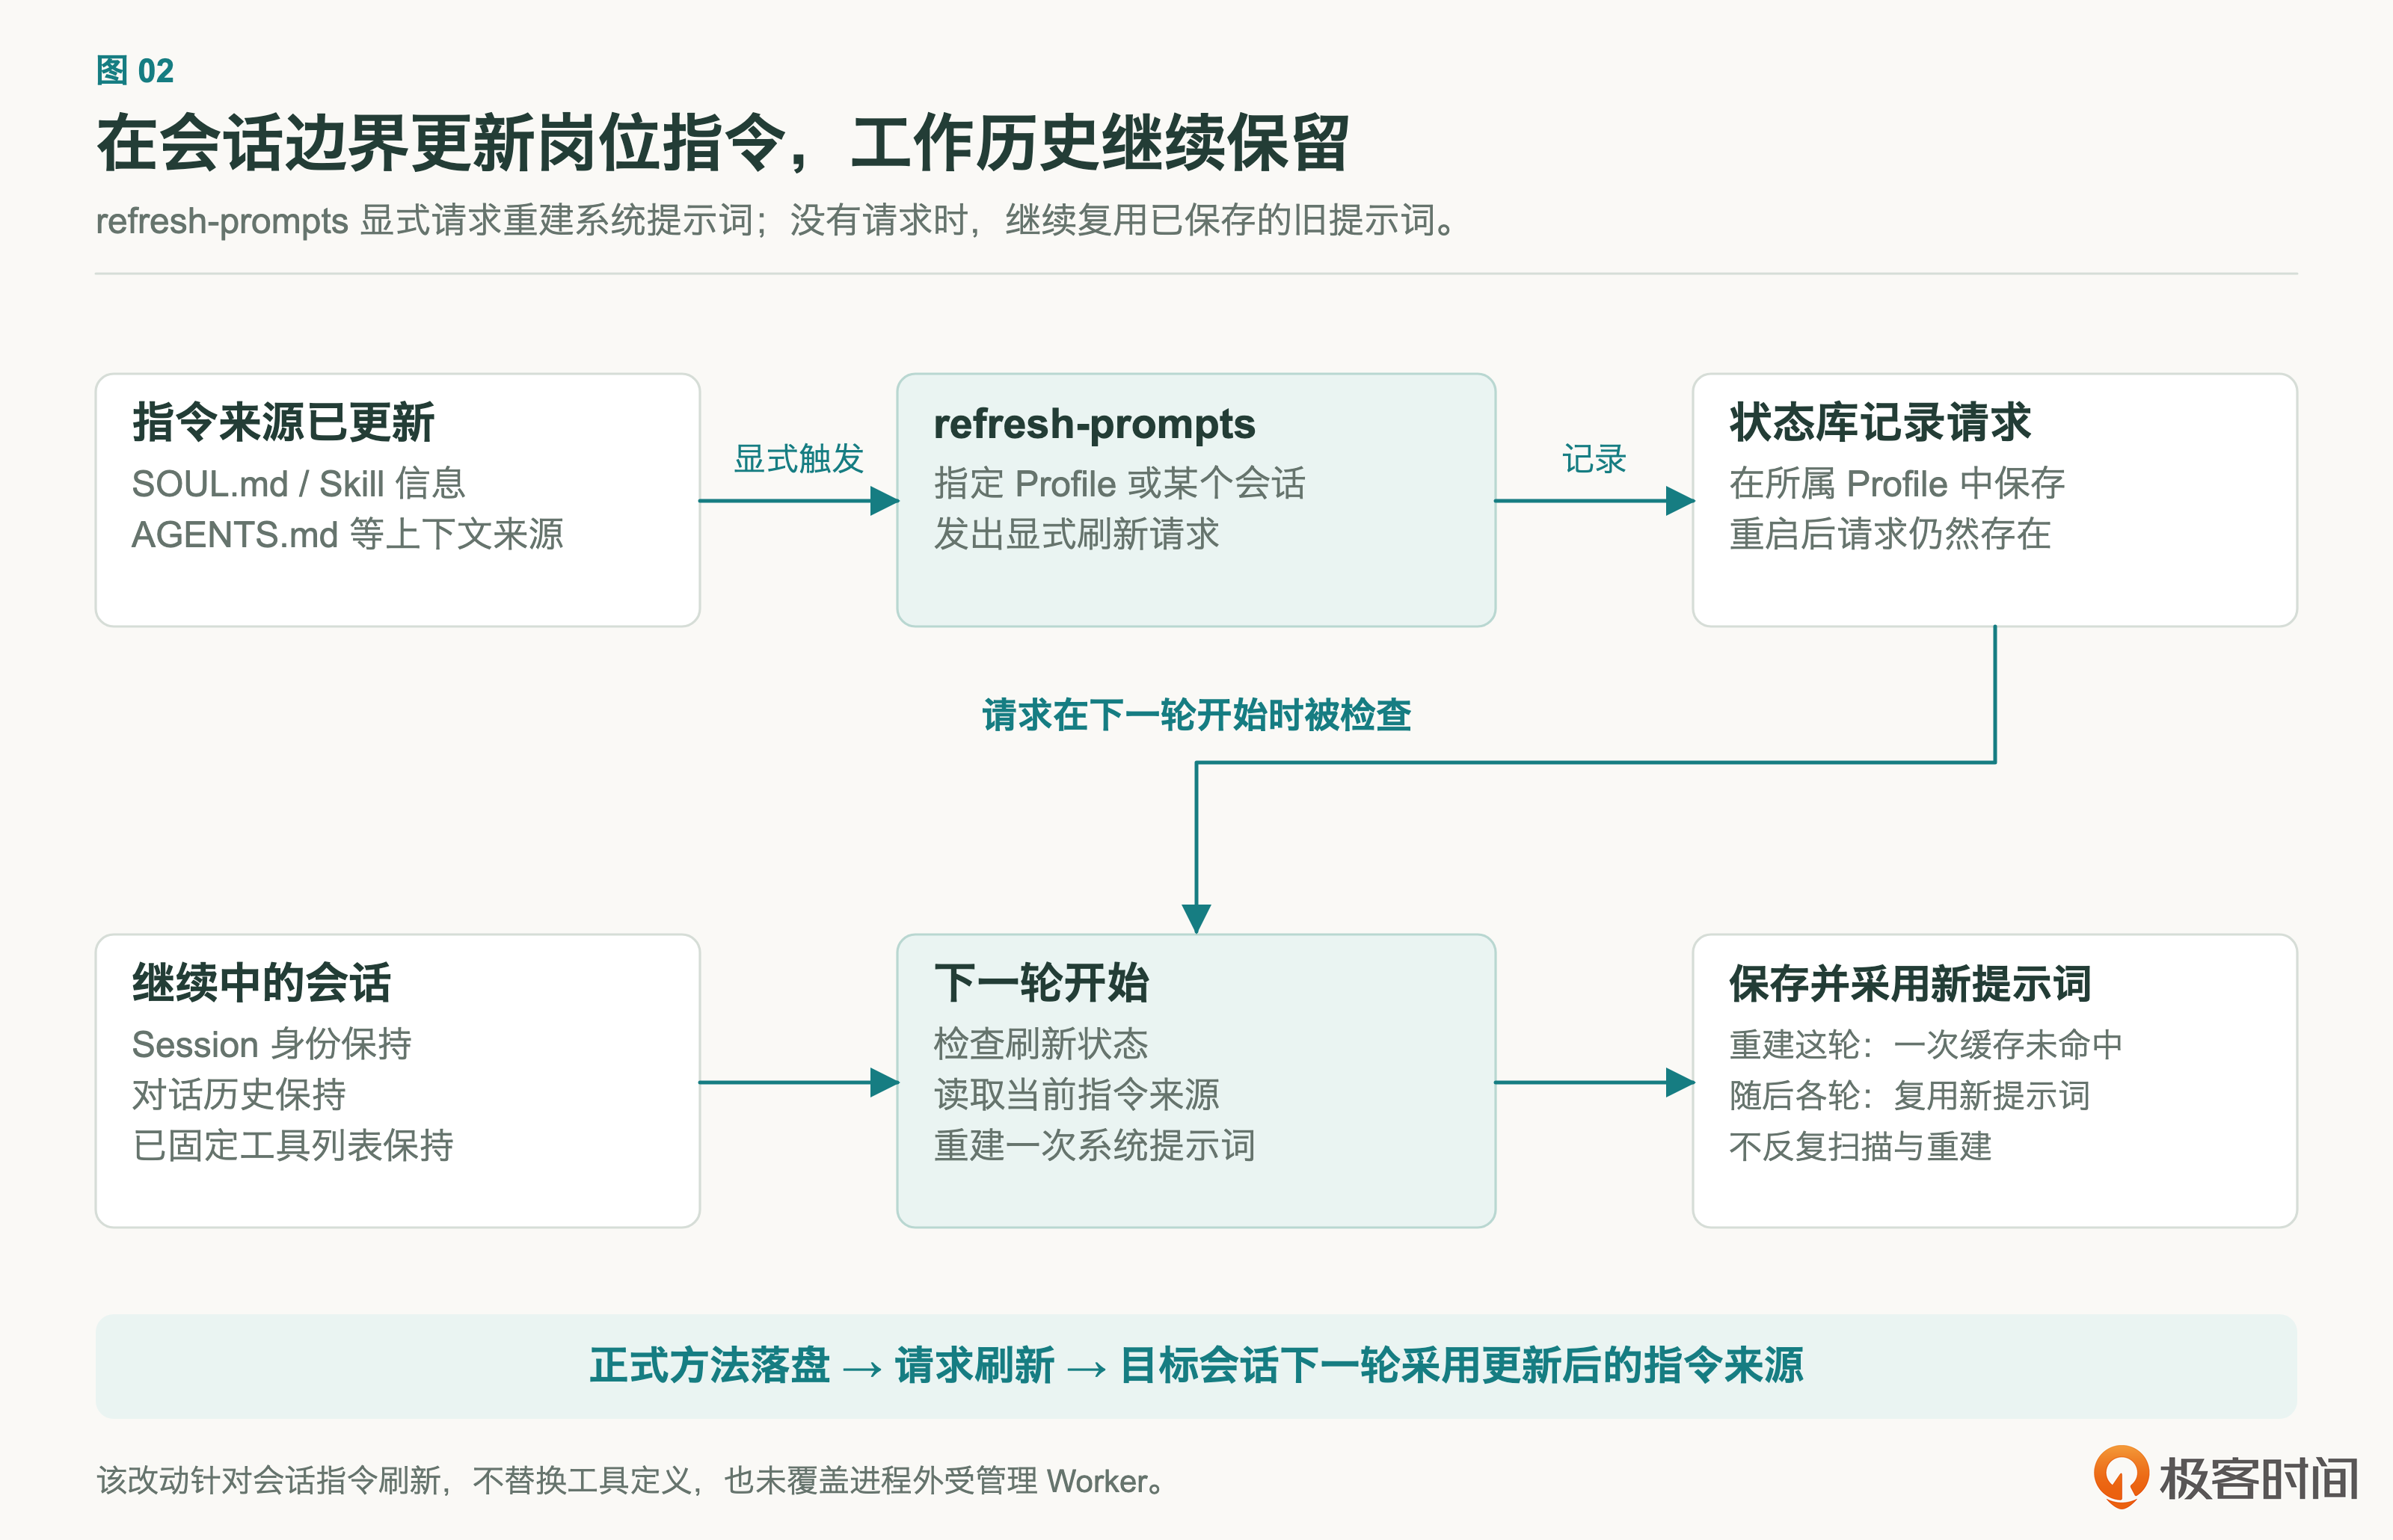 图 02
在会话边界更新岗位指令，工作历史继续保留
refresh-prompts 显式请求重建系统提示词；没有请求时，继续复用已保存的旧提示词。
指令来源已更新
SOUL.md / Skill 信息
AGENTS.md 等上下文来源
显式触发
refresh-prompts
指定 Profile 或某个会话
发出显式刷新请求
记录
状态库记录请求
在所属 Profile 中保存
重启后请求仍然存在
请求在下一轮开始时被检查
继续中的会话
Session 身份保持
对话历史保持
已固定工具列表保持
下一轮开始
检查刷新状态
读取当前指令来源
重建一次系统提示词
保存并采用新提示词
重建这轮：一次缓存未命中
随后各轮：复用新提示词
不反复扫描与重建
正式方法落盘 → 请求刷新 → 目标会话下一轮采用更新后的指令来源
该改动针对会话指令刷新，不替换工具定义，也未覆盖进程外受管理 Worker。
极客时间